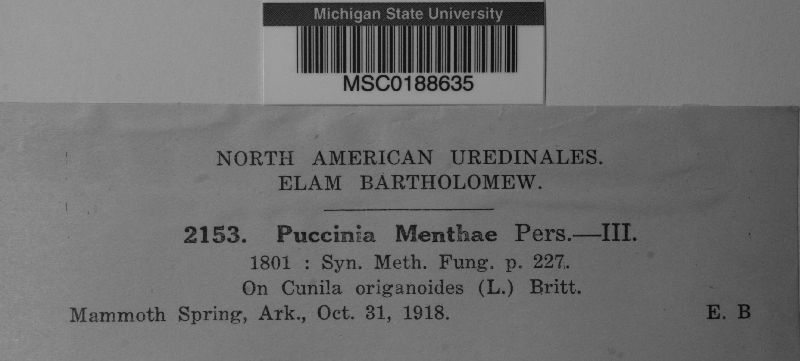 Michigan State University
MSC0188635
NORTH AMERICAN UREDINALES.
ELAM BARTHOLOMEW.
2153. Puccinia Menthae Pers.—III.
1801 : Syn. Meth. Fung. p. 227.
On Cunila origanoides (L.) Britt.
Mammoth Spring, Ark., Oct. 31, 1918. E. B